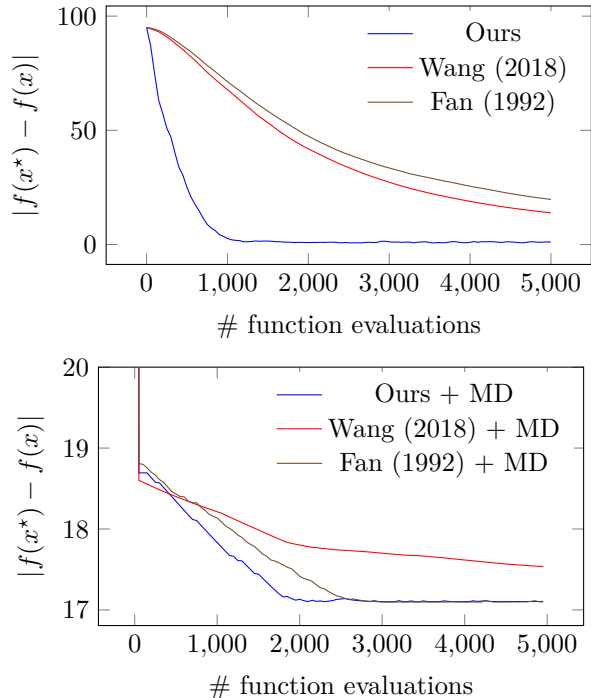 100
50
0
|f(x⋆) − f(x)|
Ours
Wang (2018)
Fan (1992)
0 1,000 2,000 3,000 4,000 5,000
# function evaluations
20
19
18
17
|f(x⋆) − f(x)|
Ours + MD
Wang (2018) + MD
Fan (1992) + MD
0 1,000 2,000 3,000 4,000 5,000
# function evaluations